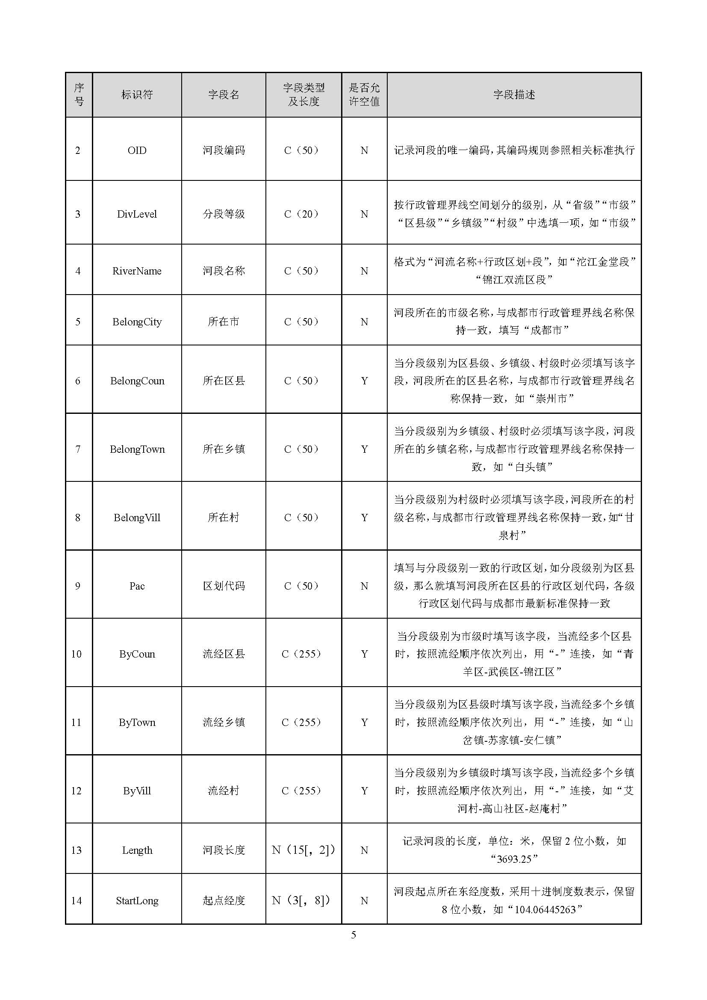 序号 标识符 字段名 字段类型及长度 是否允许空值 字段描述
2 OID 河段编码 C（50） N 记录河段的唯一编码，其编码规则参照相关标准执行
3 DivLevel 分段等级 C（20） N 按行政管理界线空间划分的级别，从“省级”“市级”
“区县级”“乡镇级”“村级”中选填一项，如“市级”
4 RiverName 河段名称 C（50） N 格式为“河流名称+行政区划+段”，如“沱江金堂段”
“锦江双流区段”
5 BelongCity 所在市 C（50） N 河段所在的市级名称，与成都市行政管理界线名称保
持一致，填写“成都市”
6 BelongCoun 所在区县 C（50） Y 当分段级别为区县级、乡镇级、村级时必须填写该字
段，河段所在的区县名称，与成都市行政管理界线名
称保持一致，如“崇州市”
7 BelongTown 所在乡镇 C（50） Y 当分段级别为乡镇级、村级时必须填写该字段，河段
所在的乡镇名称，与成都市行政管理界线名称保持一
致，如“白头镇”
8 BelongVill 所在村 C（50） Y 当分段级别为村级时必须填写该字段，河段所在的村
级名称，与成都市行政管理界线名称保持一致，如“甘
泉村”
9 Pac 区划代码 C（50） N 填写与分段级别一致的行政区划，如分段级别为区县
级，那么就填写河段所在区县的行政区划代码，各级
行政区划代码与成都市最新标准保持一致
10 ByCoun 流经区县 C（255） Y 当分段级别为市级时填写该字段，当流经多个区县
时，按照流经顺序依次列出，用“-”连接，如“青
羊区-武侯区-锦江区”
11 ByTown 流经乡镇 C（255） Y 当分段级别为区县级时填写该字段，当流经多个乡镇
时，按照流经顺序依次列出，用“-”连接，如“山
岔镇-苏家镇-安仁镇”
12 ByVill 流经村 C（255） Y 当分段级别为乡镇级时填写该字段，当流经多个乡镇
时，按照流经顺序依次列出，用“-”连接，如“艾
河村-高山社区-赵庵村”
13 Length 河段长度 N（15[，2]） N 记录河段的长度，单位：米，保留 2 位小数，如
“3693.25”
14 StartLong 起点经度 N（3[，8]） N 河段起点所在东经度数，采用十进制度数表示，保留
8 位小数，如“104.06445263”
5